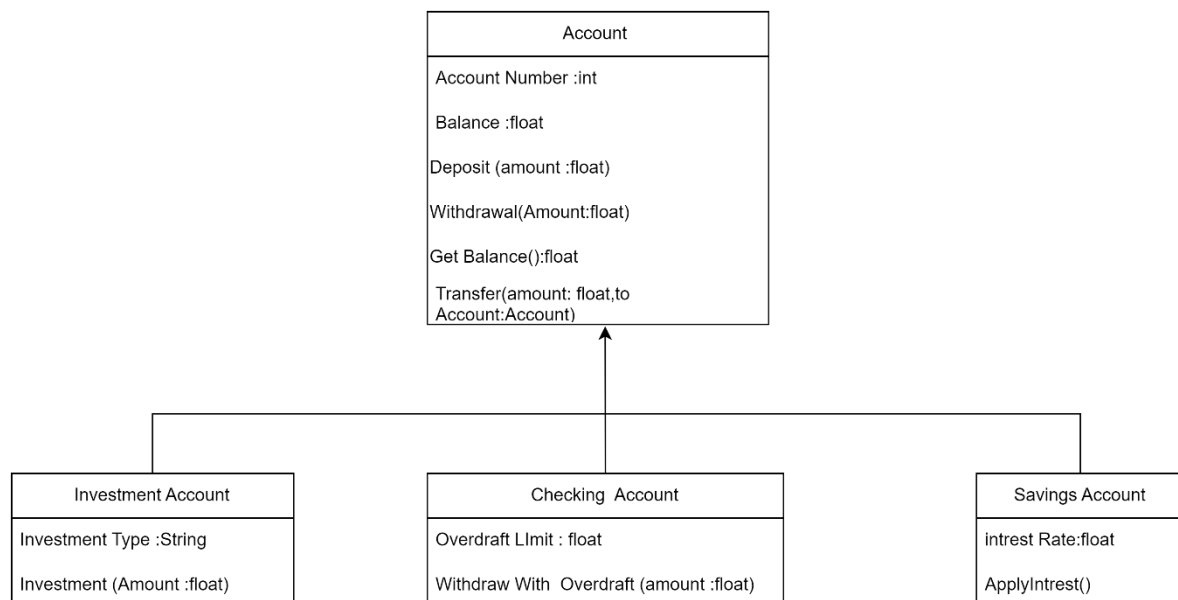 Account
Account Number :int
Balance :float
Deposit (amount :float)
Withdrawal(Amount:float)
Get Balance():float
Transfer(amount: float,to
Account:Account)
Investment Account
Investment Type :String
Investment (Amount :float)
Checking  Account
Overdraft LImit : float
Withdraw With  Overdraft (amount :float)
Savings Account
intrest Rate:float
ApplyIntrest()